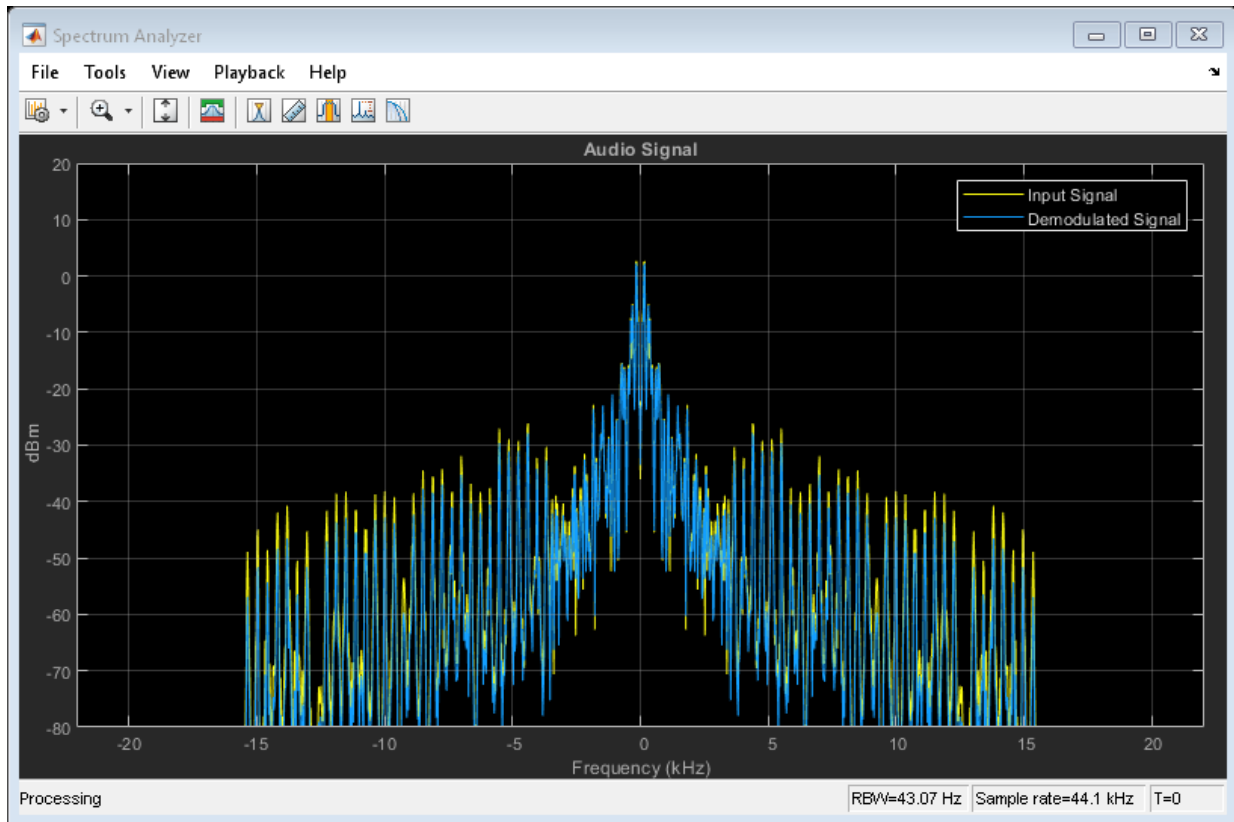 Spectrum Analyzer
File Tools View Playback Help
Audio Signal
Input Signal
Demodulated Signal
20
10
0
-10
-20
-30
-40
-50
-60
-70
-80
dBm
-20 -15 -10 -5 0 5 10 15 20
Frequency (kHz)
Processing RBW=43.07 Hz Sample rate=44.1 kHz T=0